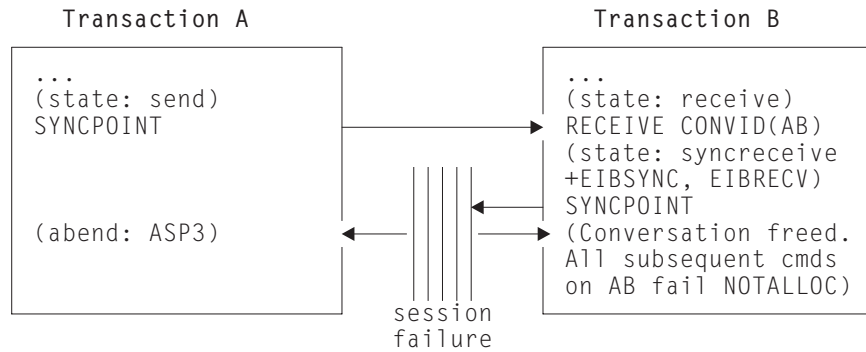 Transaction A
...
(state: send)
SYNCPOINT
(abend: ASP3)
session
failure
Transaction B
...
(state: receive)
RECEIVE CONVID(AB)
(state: syncreceive
+EIBSYNC, EIBRECV)
SYNCPOINT
(Conversation freed.
All subsequent cmds
on AB fail NOTALLOC)